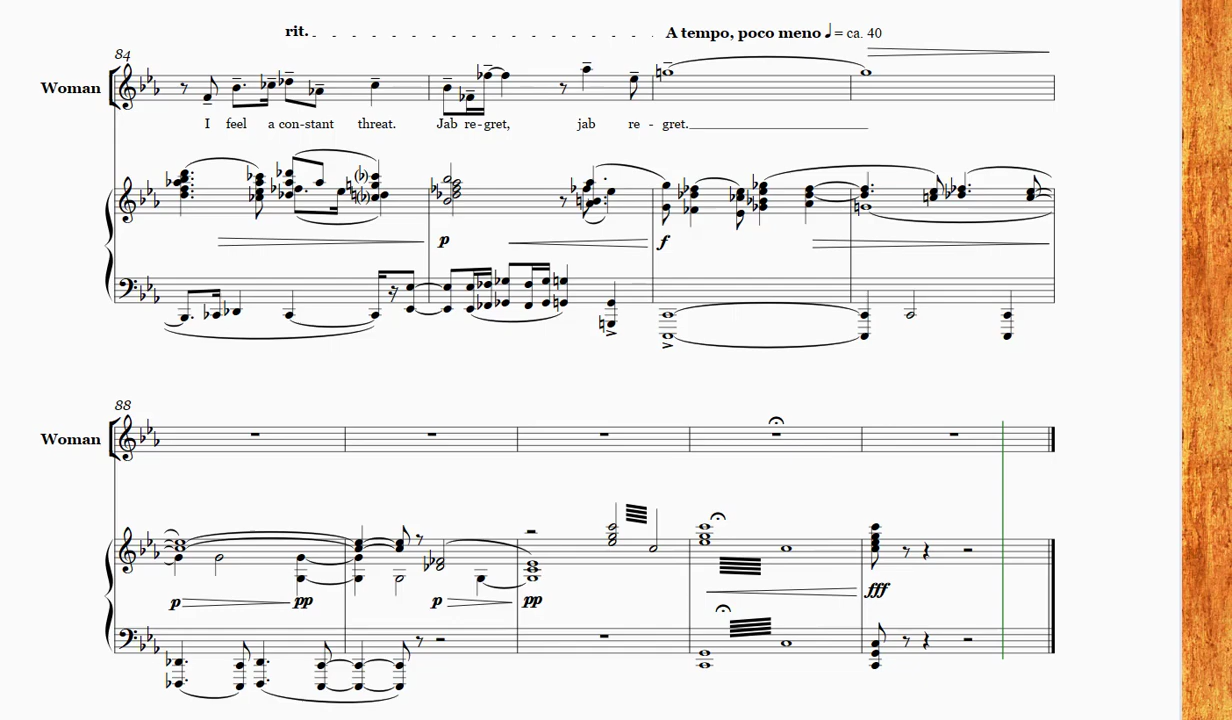 rit. A tempo, poco meno ♩ = ca. 40
84
Woman
I feel a con-stant threat. Jab re-gret, jab re - gret.
p f
88
Woman
p pp p pp fff